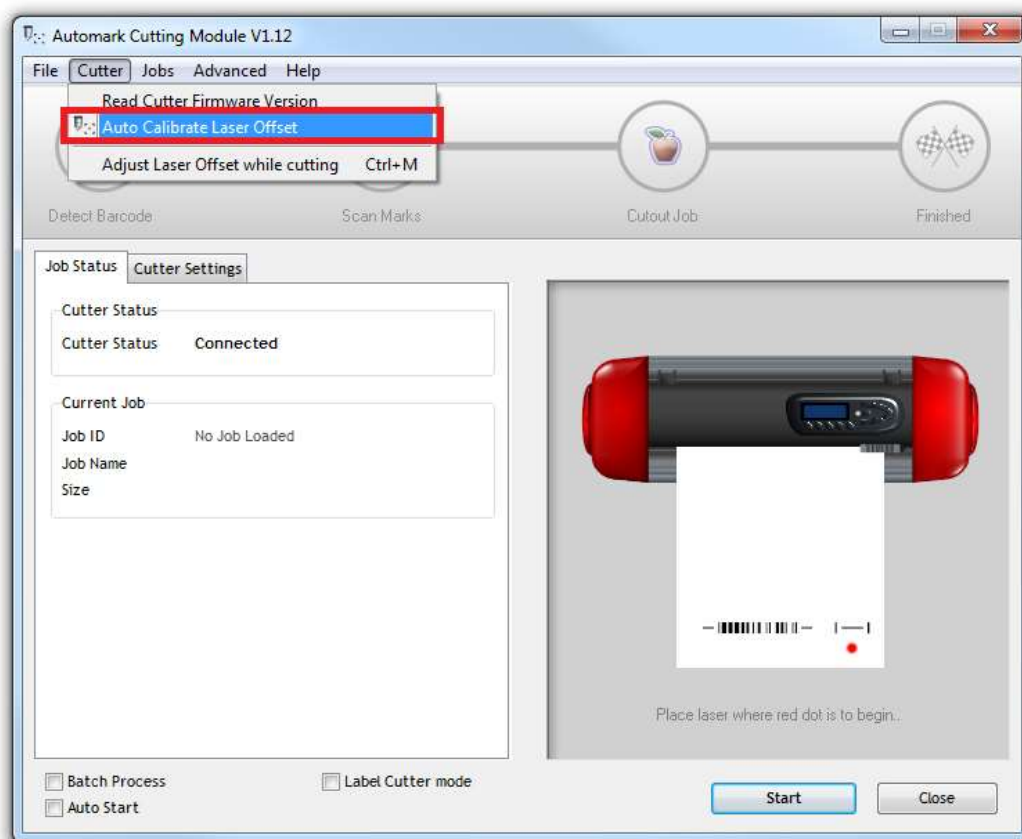 Automark Cutting Module V1.12
File Cutter Jobs Advanced Help
Read Cutter Firmware Version
Auto Calibrate Laser Offset
Adjust Laser Offset while cutting Ctrl+M
Detect Barcode Scan Marks Cutout Job Finished
Job Status Cutter Settings
Cutter Status
Cutter Status Connected
Current Job
Job ID No Job Loaded
Job Name
Size
Place laser where red dot is to begin..
Batch Process Label Cutter mode
Auto Start
Start Close